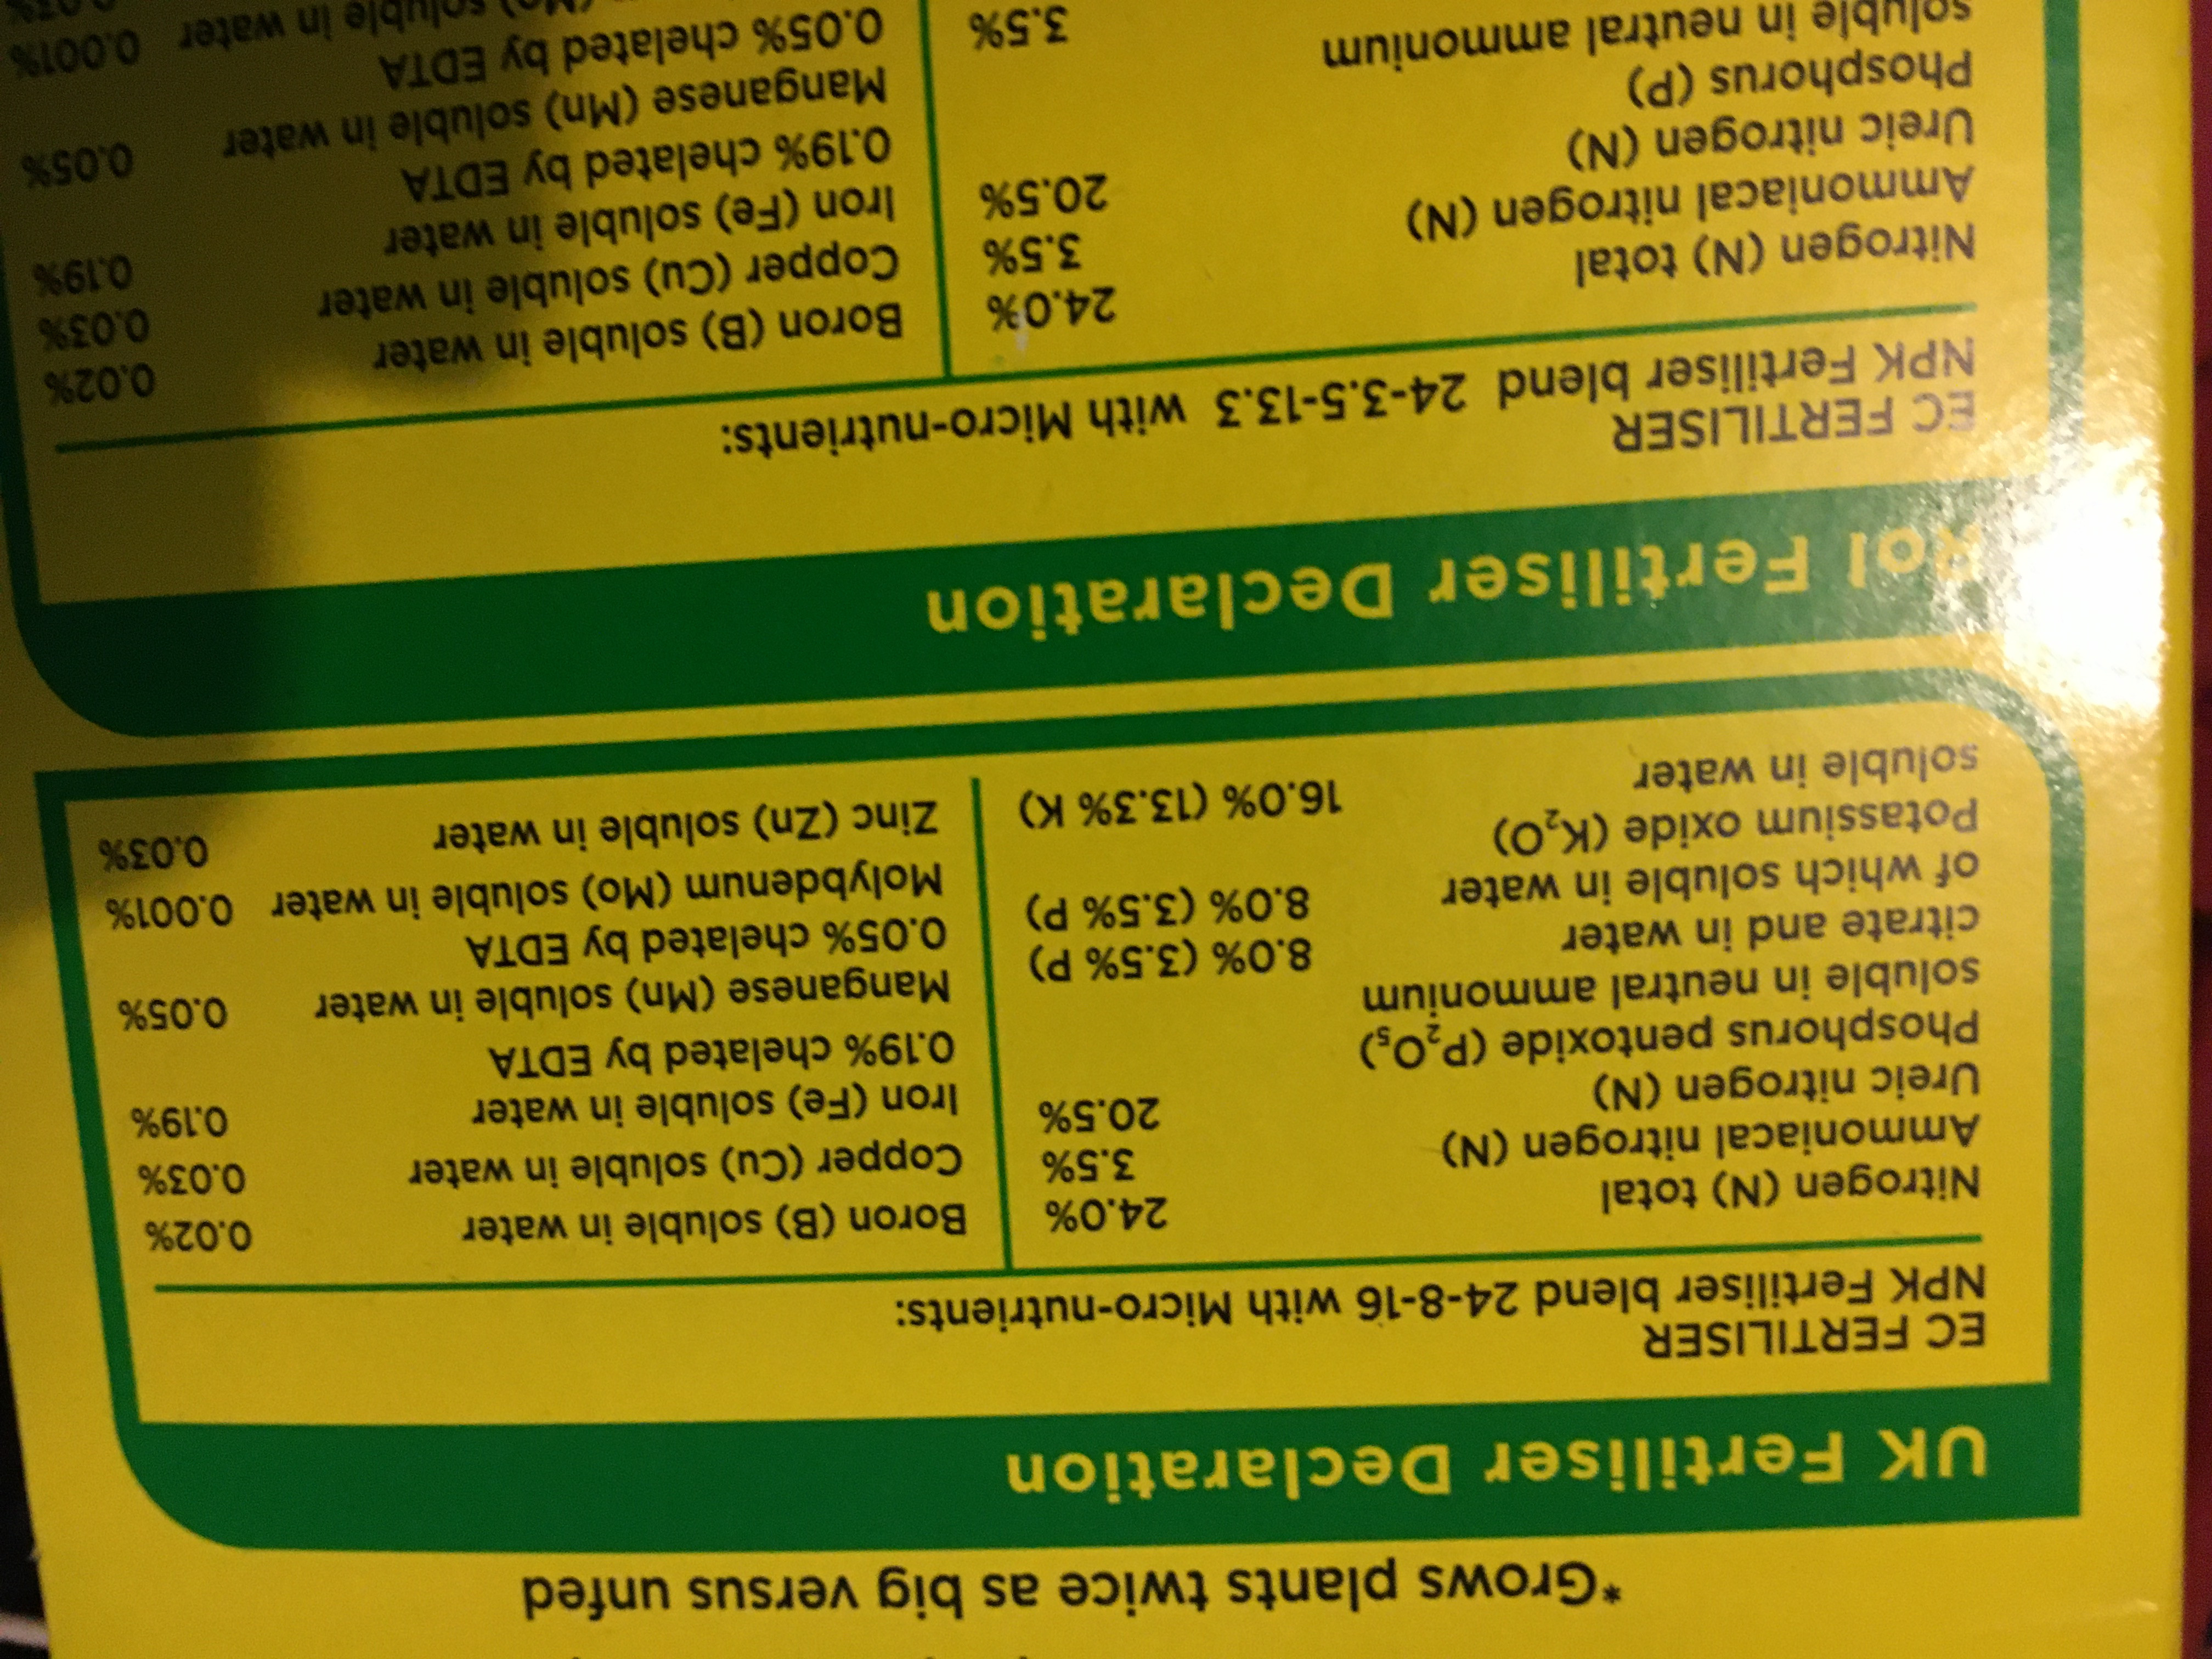 *Grows plants twice as big versus unfed
UK Fertiliser Declaration
EC FERTILISER
NPK Fertiliser blend 24-8-16 with Micro-nutrients:
Nitrogen (N) total 24.0%
Ammoniacal nitrogen (N) 3.5%
Ureic nitrogen (N) 20.5%
Phosphorus pentoxide (P₂O₅)
soluble in neutral ammonium
citrate and in water 8.0% (3.5% P)
of which soluble in water 8.0% (3.5% P)
Potassium oxide (K₂O)
soluble in water 16.0% (13.3% K)
Boron (B) soluble in water 0.02%
Copper (Cu) soluble in water 0.03%
Iron (Fe) soluble in water 0.19%
0.19% chelated by EDTA
Manganese (Mn) soluble in water 0.05%
0.05% chelated by EDTA
Molybdenum (Mo) soluble in water 0.001%
Zinc (Zn) soluble in water 0.03%
RoI Fertiliser Declaration
EC FERTILISER
NPK Fertiliser blend 24-3.5-13.3 with Micro-nutrients:
Nitrogen (N) total 24.0%
Ammoniacal nitrogen (N) 3.5%
Ureic nitrogen (N) 20.5%
Phosphorus (P)
soluble in neutral ammonium 3.5%
Boron (B) soluble in water 0.02%
Copper (Cu) soluble in water 0.03%
Iron (Fe) soluble in water 0.19%
0.19% chelated by EDTA
Manganese (Mn) soluble in water 0.05%
0.05% chelated by EDTA
(Mo) soluble in water 0.001%